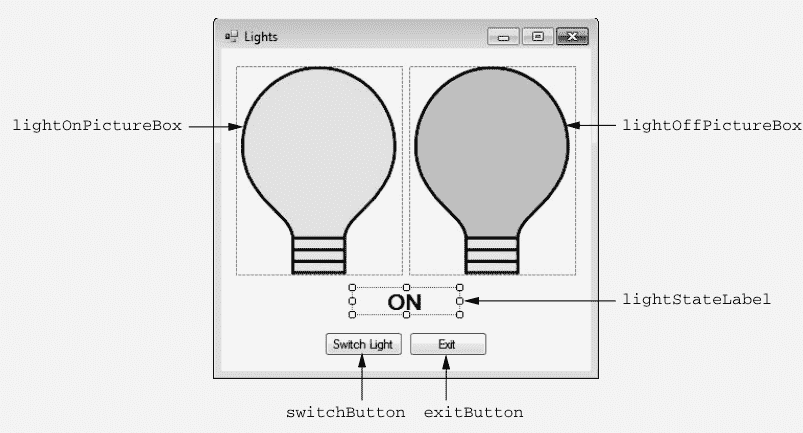 Lights
lightOnPictureBox
lightOffPictureBox
ON
lightStateLabel
Switch Light
Exit
switchButton
exitButton